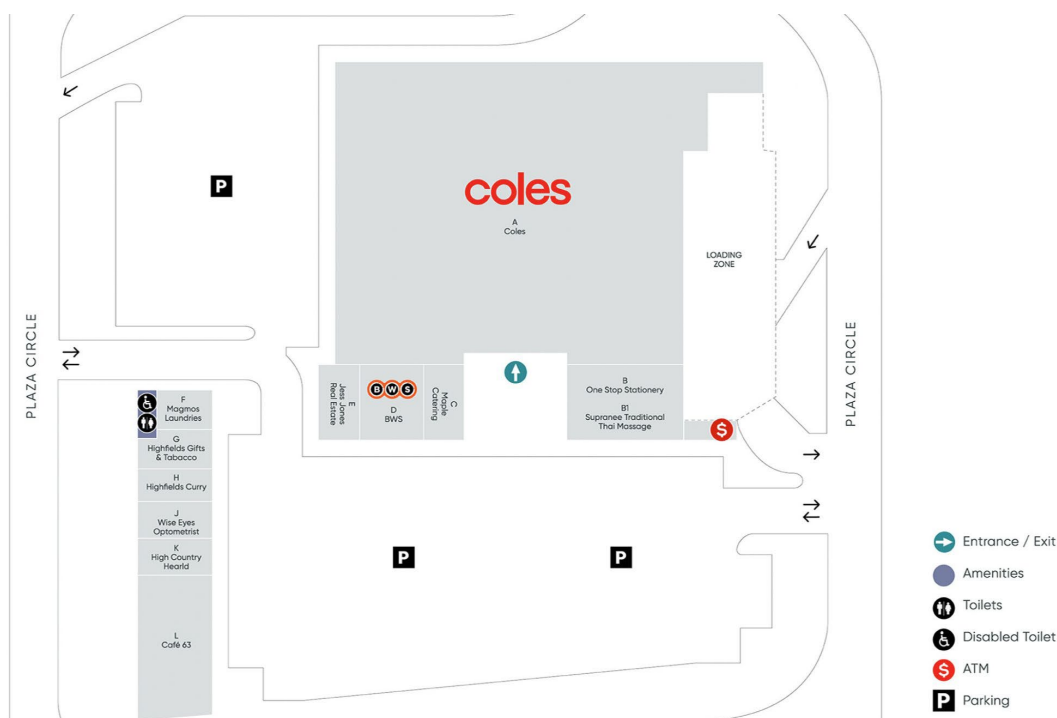 P
coles
A
Coles
LOADING
ZONE
PLAZA CIRCLE
PLAZA CIRCLE
E
Jess Jones
Real Estate
BWS
D
BWS
C
Maple
Catering
B
One Stop Stationery
B1
Supranee Traditional
Thai Massage
$
F
Magmos
Laundries
G
Highfields Gifts
& Tabacco
H
Highfields Curry
J
Wise Eyes
Optometrist
K
High Country
Hearld
L
Café 63
P
P
Entrance / Exit
Amenities
Toilets
Disabled Toilet
$ ATM
P Parking